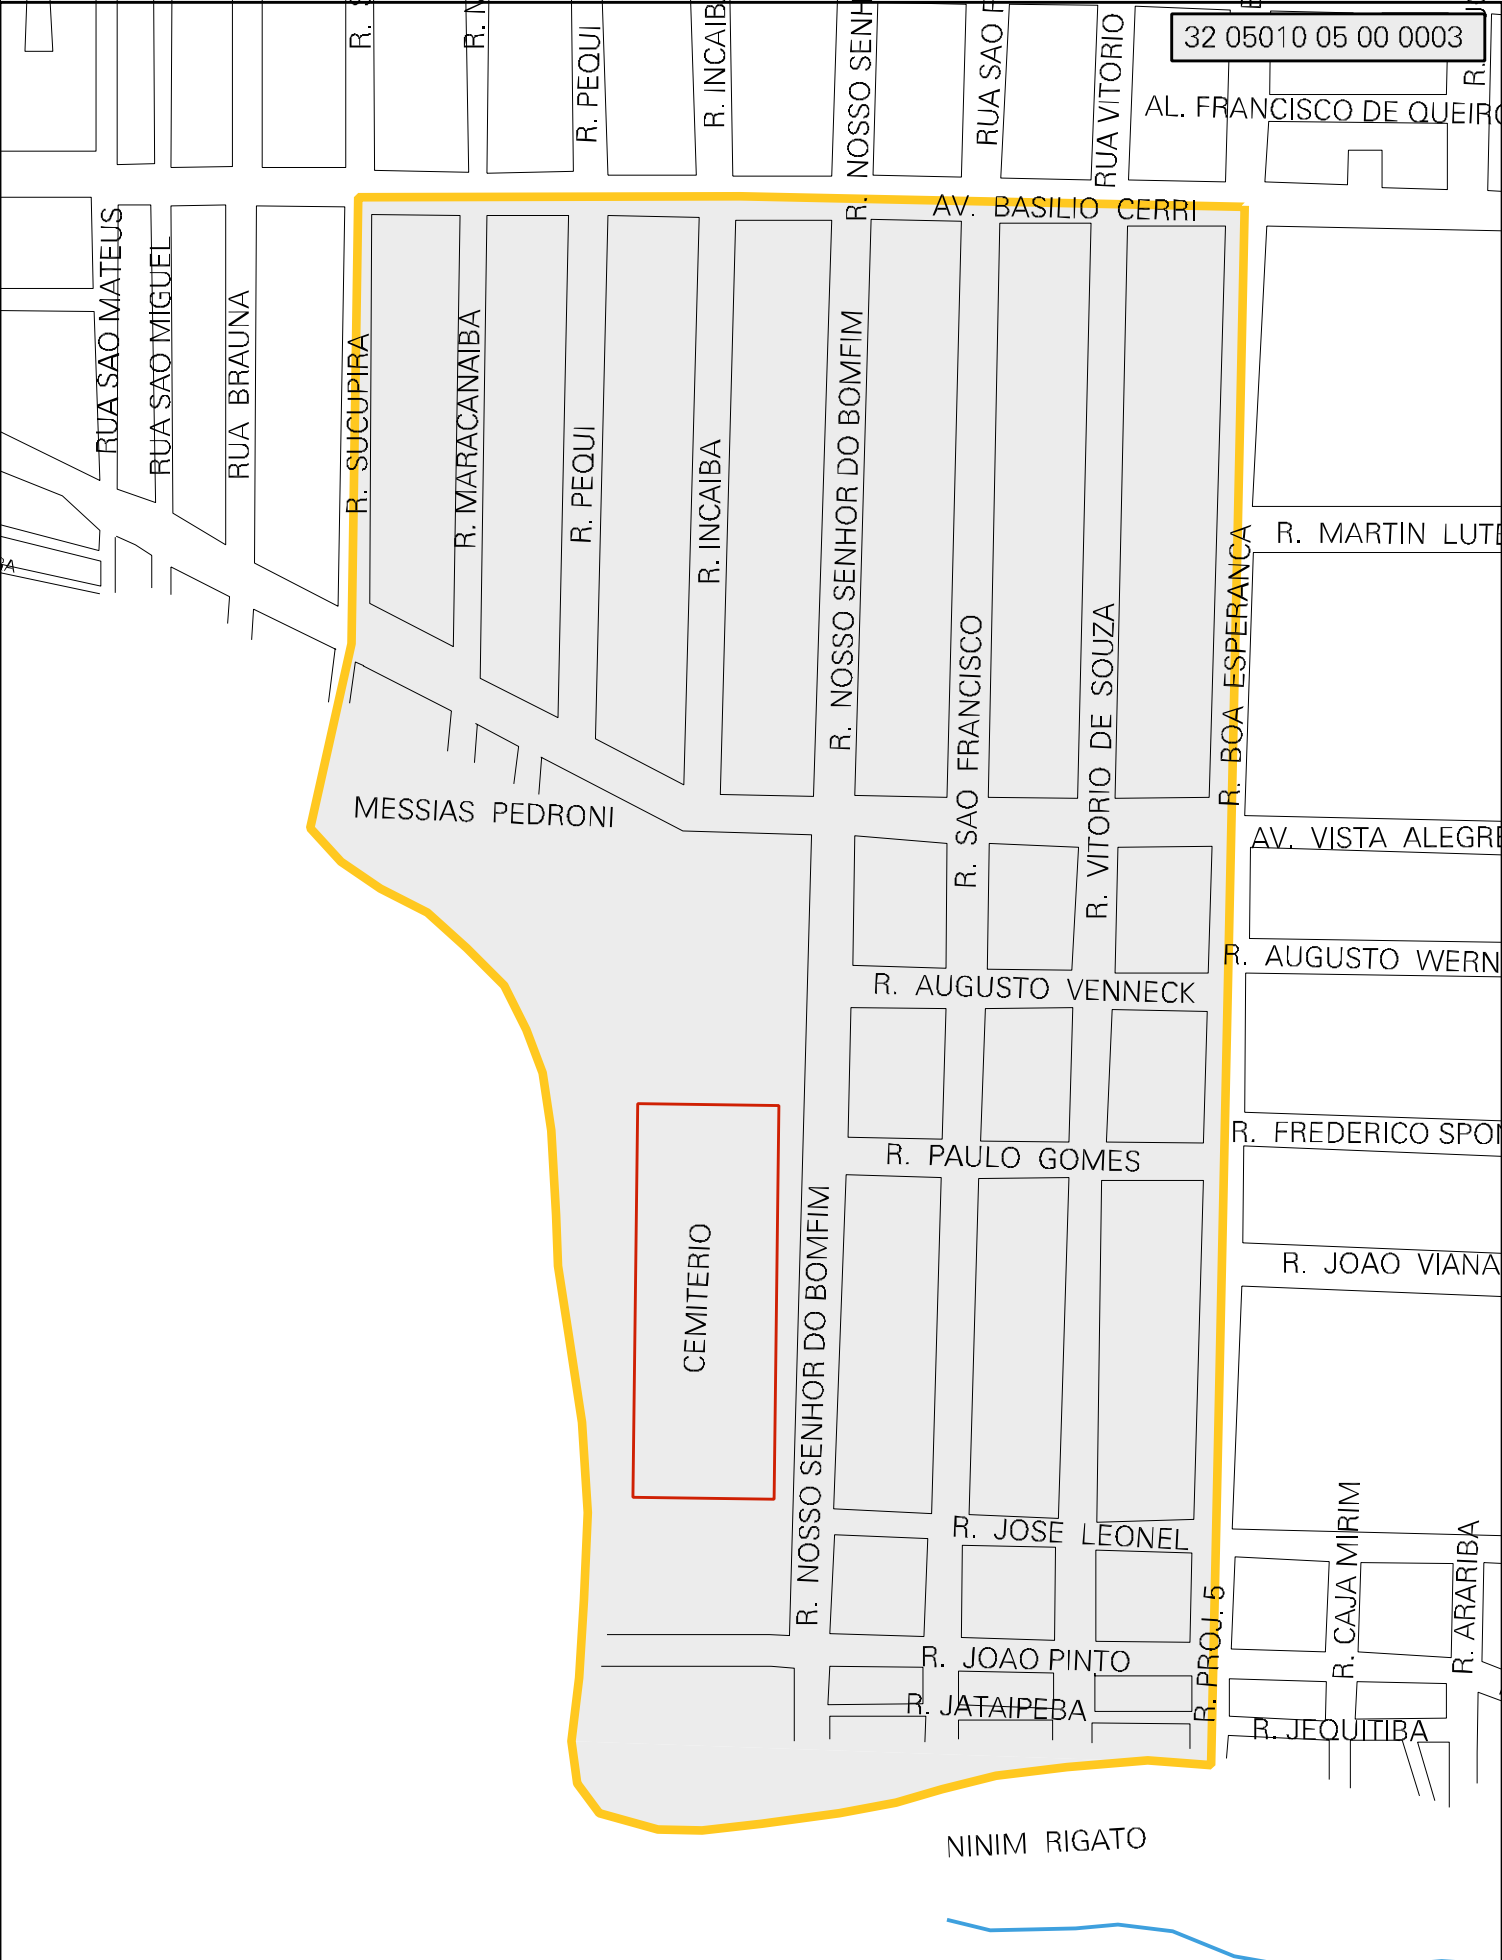 32 05010 05 00 0003
R. PEQUI
R. INCAIB
R. NOSSO SENH
RUA SAO F
RUA VITORIO
AL. FRANCISCO DE QUEIRO
AV. BASILIO CERRI
RUA SAO MATEUS
RUA SAO MIGUEL
RUA BRAUNA
R. SUCUPIRA
R. MARACANAIBA
R. PEQUI
R. INCAIBA
R. NOSSO SENHOR DO BOMFIM
R. SAO FRANCISCO
R. VITORIO DE SOUZA
R. BOA ESPERANCA
R. MARTIN LUTE
MESSIAS PEDRONI
AV. VISTA ALEGRE
R. AUGUSTO WERN
R. AUGUSTO VENNECK
R. FREDERICO SPON
R. PAULO GOMES
R. JOAO VIANA
CEMITERIO
R. NOSSO SENHOR DO BOMFIM
R. JOSE LEONEL
R. CAJA MIRIM
R. ARARIBA
R. PROJ. 5
R. JOAO PINTO
R. JATAIPEBA
R. JEQUITIBA
NINIM RIGATO